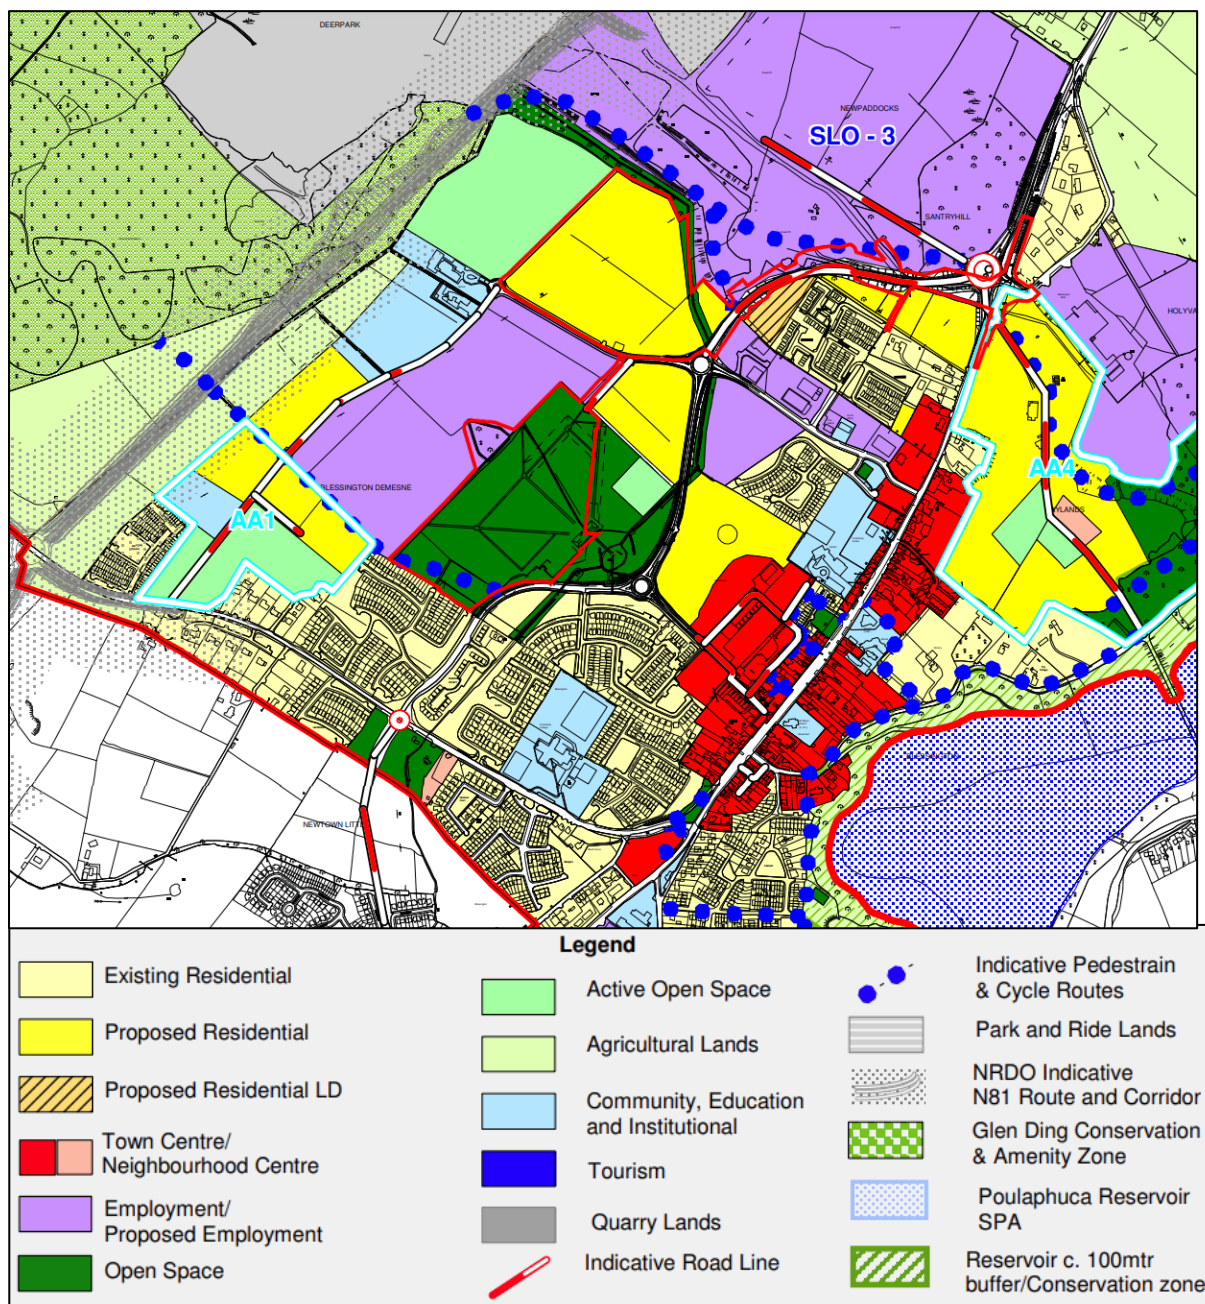 DEERPARK
NEWPADDOCKS
SLO - 3
SANTRYHILL
HOLYVA
AA4
BLESSINGTON DEMESNE
AA1
YLANDS
NEWTOWN LITT
Legend
Existing Residential
Proposed Residential
Proposed Residential LD
Town Centre/
Neighbourhood Centre
Employment/
Proposed Employment
Open Space
Active Open Space
Agricultural Lands
Community, Education
and Institutional
Tourism
Quarry Lands
Indicative Road Line
Indicative Pedestrain
& Cycle Routes
Park and Ride Lands
NRDO Indicative
N81 Route and Corridor
Glen Ding Conservation
& Amenity Zone
Poulaphuca Reservoir
SPA
Reservoir c. 100mtr
buffer/Conservation zone